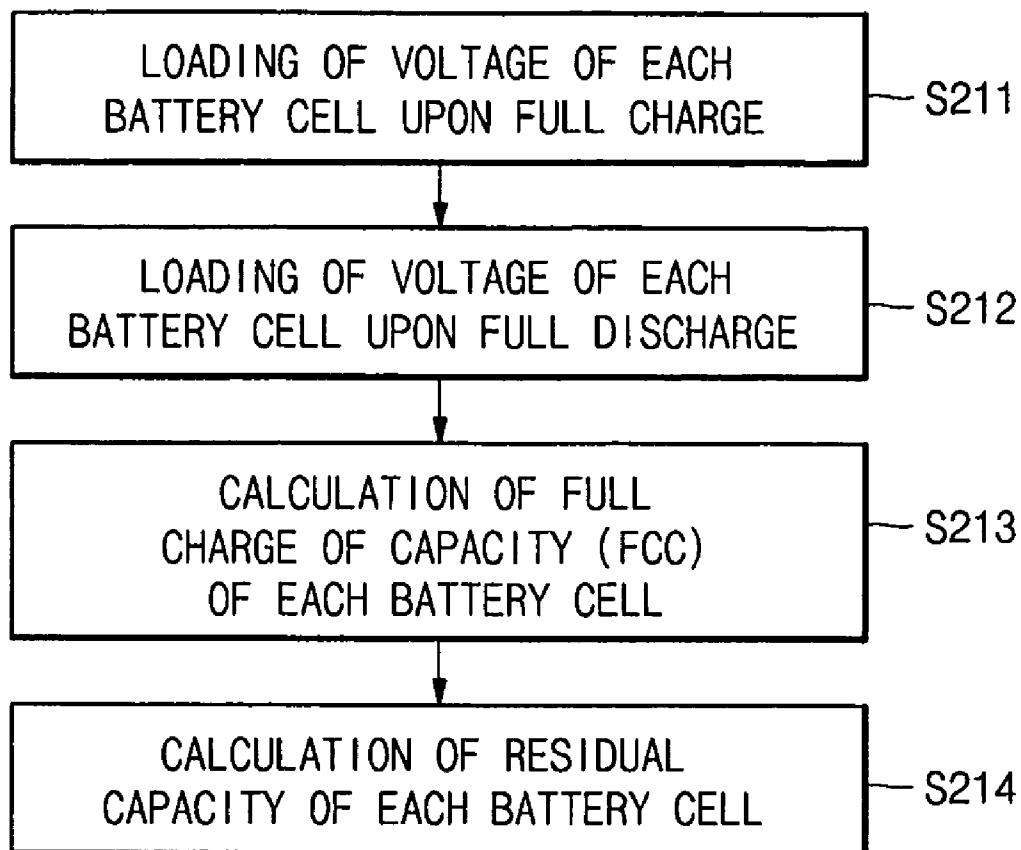 LOADING OF VOLTAGE OF EACH
BATTERY CELL UPON FULL CHARGE
S211
LOADING OF VOLTAGE OF EACH
BATTERY CELL UPON FULL DISCHARGE
S212
CALCULATION OF FULL
CHARGE OF CAPACITY (FCC)
OF EACH BATTERY CELL
S213
CALCULATION OF RESIDUAL
CAPACITY OF EACH BATTERY CELL
S214